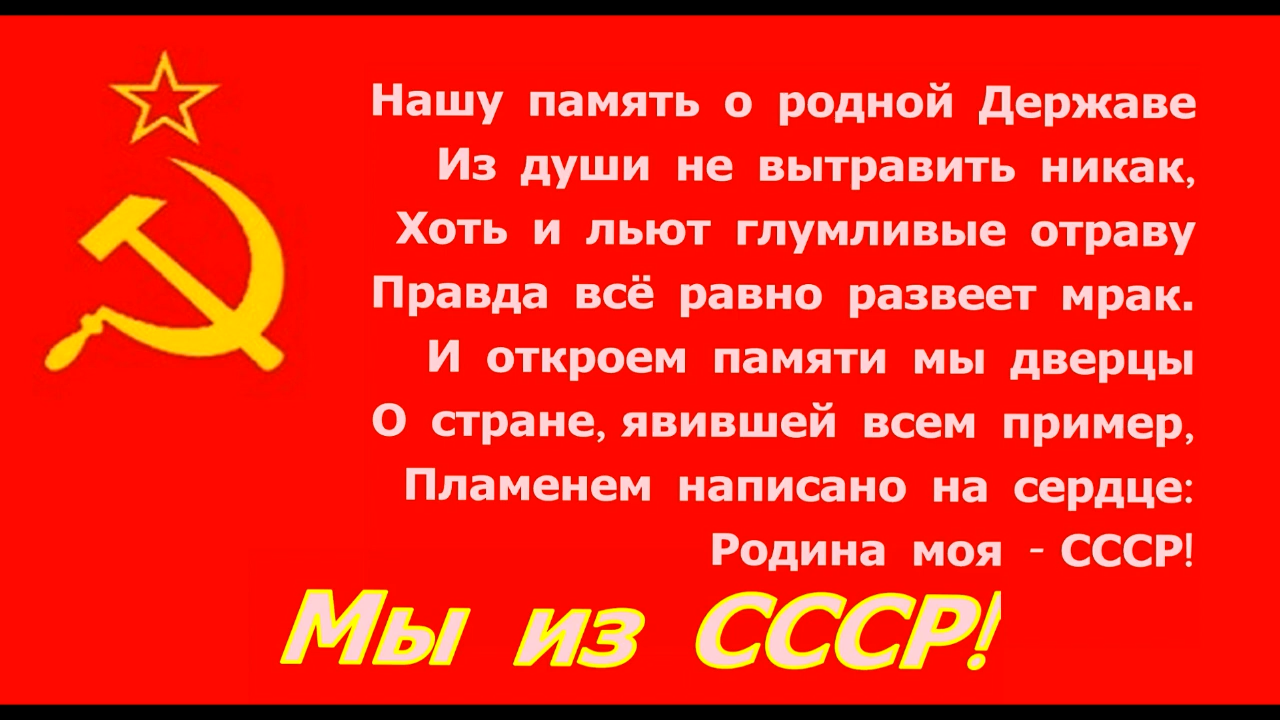 Нашу память о родной Державе
Из души не вытравить никак,
Хоть и льют глумливые отраву
Правда всё равно развеет мрак.
И откроем памяти мы дверцы
О стране, явившей всем пример,
Пламенем написано на сердце:
Родина моя - СССР!
Мы из СССР!